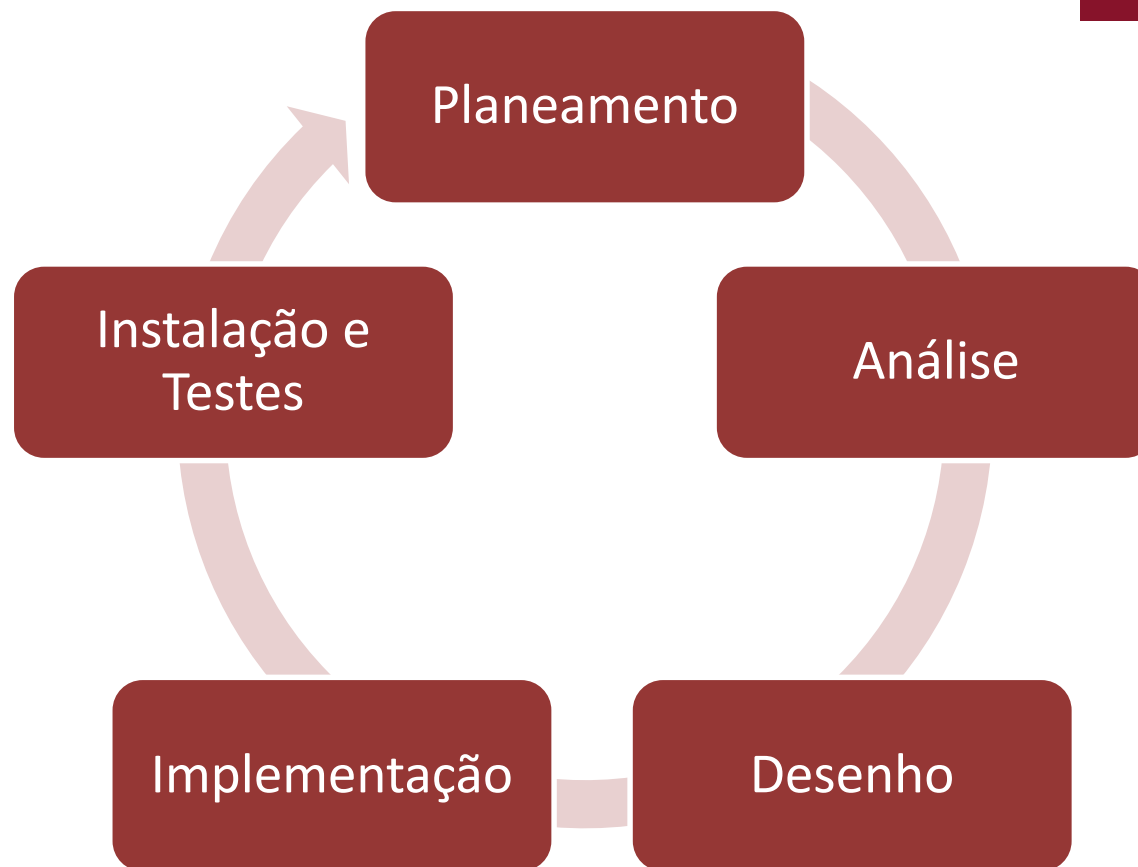 Planeamento
Análise
Desenho
Implementação
Instalação e
Testes